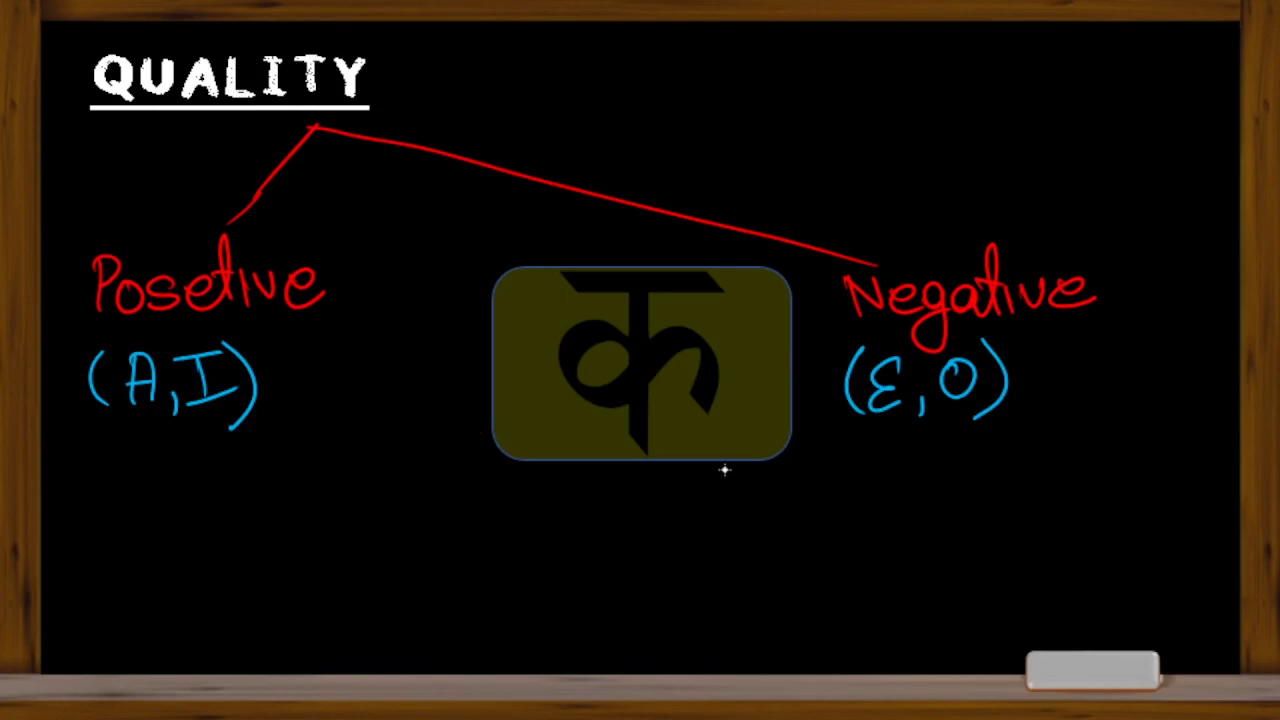 QUALITY
Posetive
Negative
(A, I)
(E, O)
क